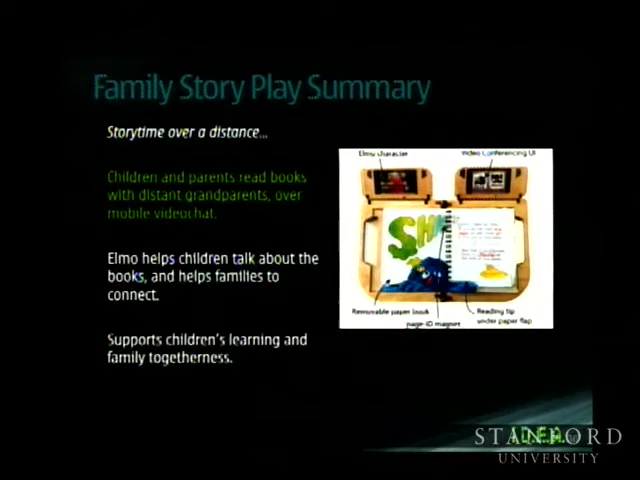 Family Story Play Summary
Storytime over a distance...
Children and parents read books
with distant grandparents, over
mobile videochat.
Elmo helps children talk about the
books, and helps families to
connect.
Supports children's learning and
family togetherness.
Elmo character
Video Conferencing UI
Removable paper book
page-ID magnet
Reading tip
under paper flap
STANFORD
UNIVERSITY